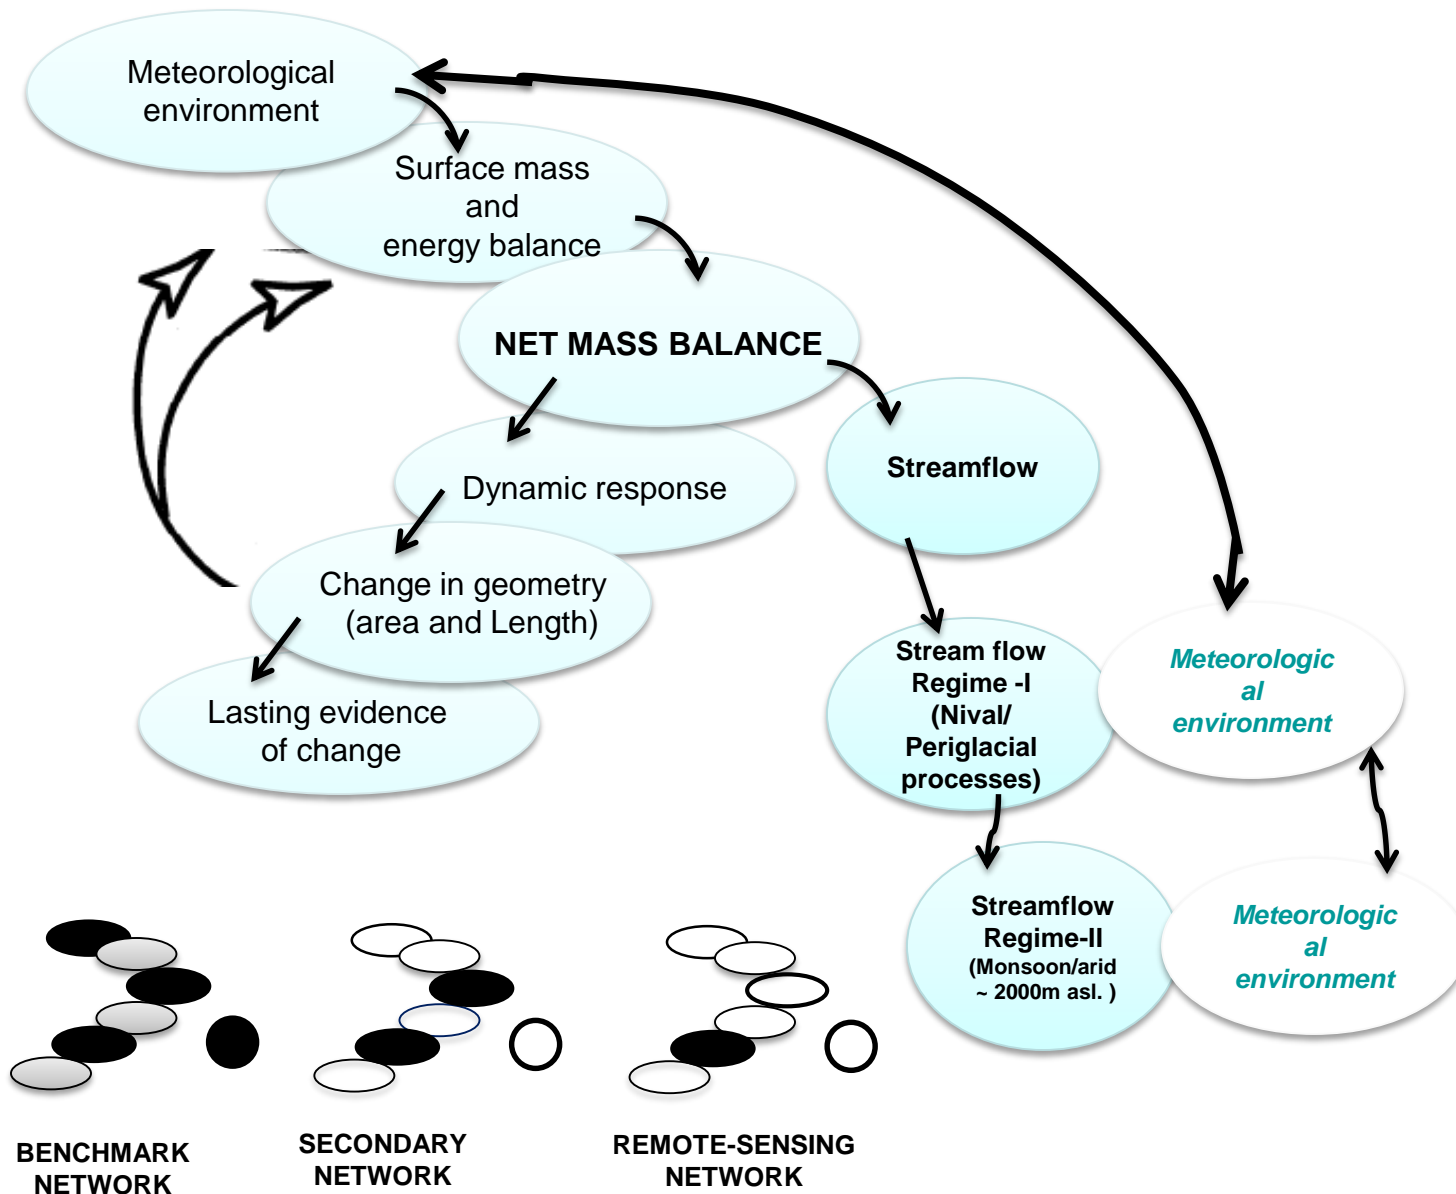 Meteorological
environment
Surface mass
and
energy balance
NET MASS BALANCE
Streamflow
Dynamic response
Change in geometry
(area and Length)
Lasting evidence
of change
Stream flow
Regime -I
(Nival/
Periglacial
processes)
Meteorologic
al
environment
Streamflow
Regime-II
(Monsoon/arid
~ 2000m asl. )
Meteorologic
al
environment
BENCHMARK
NETWORK
SECONDARY
NETWORK
REMOTE-SENSING
NETWORK